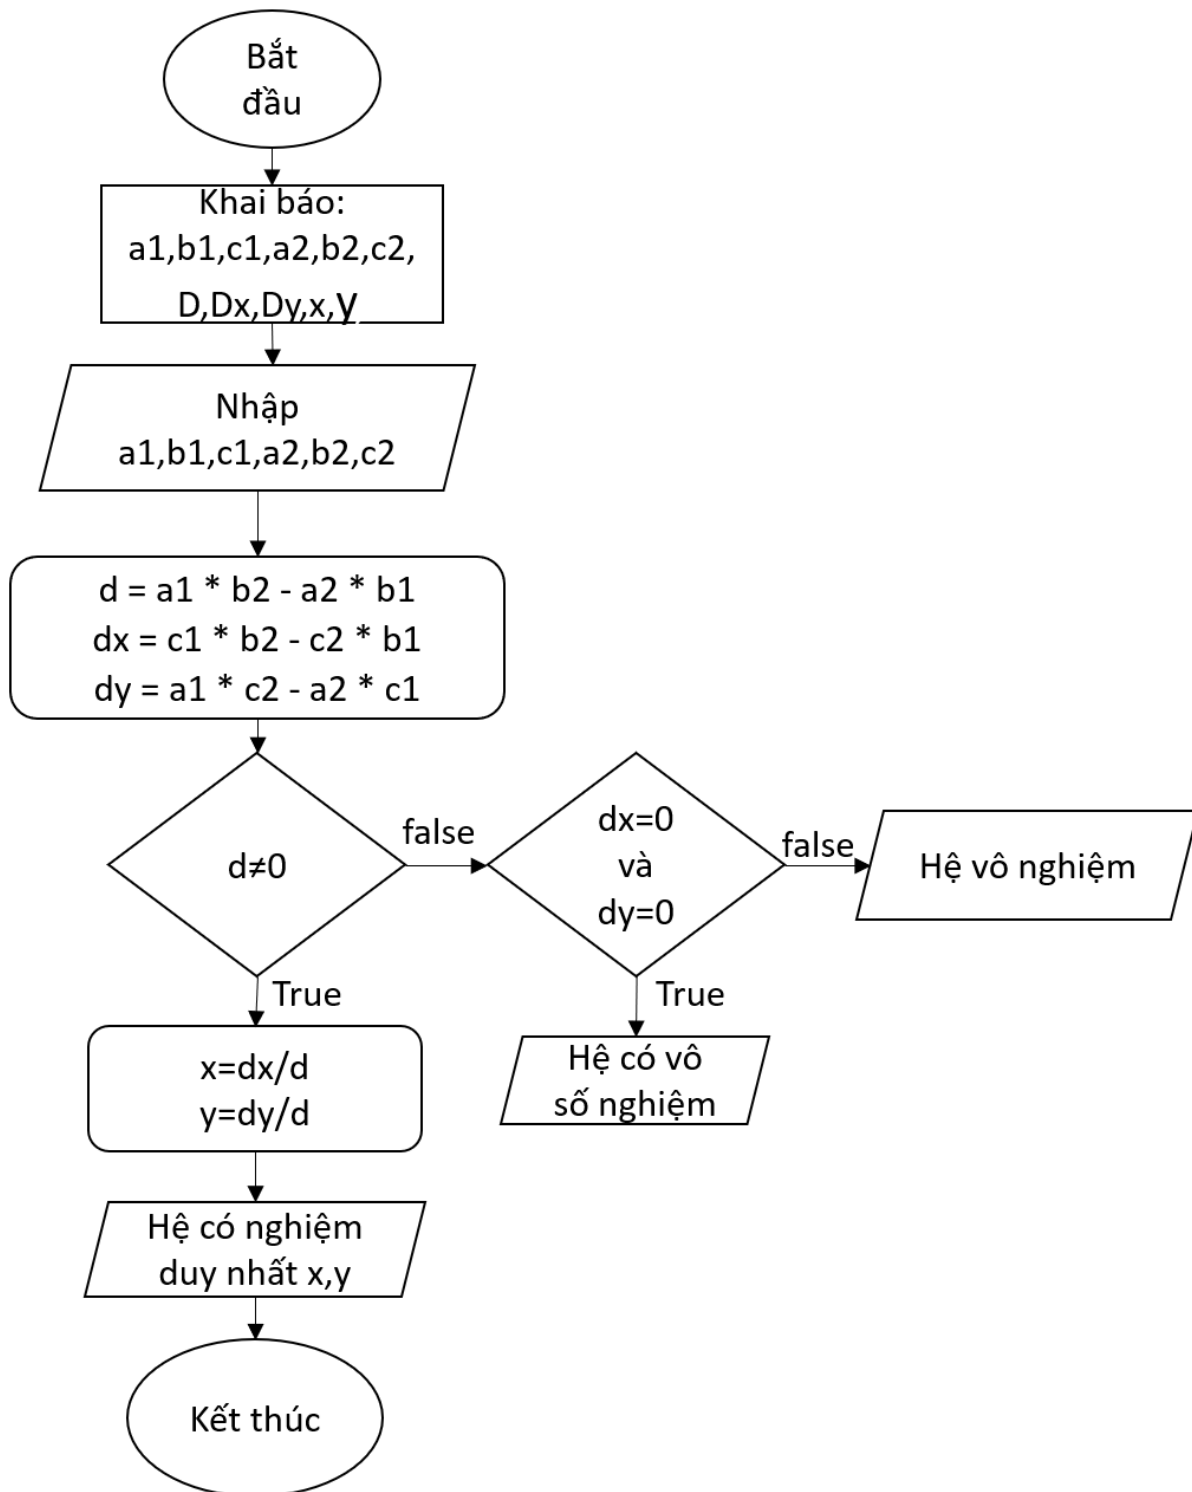 Bắt
đầu
Khai báo:
a1,b1,c1,a2,b2,c2,
D,Dx,Dy,x,y
Nhập
a1,b1,c1,a2,b2,c2
d = a1 * b2 - a2 * b1
dx = c1 * b2 - c2 * b1
dy = a1 * c2 - a2 * c1
d≠0
false
dx=0
và
dy=0
false
Hệ vô nghiệm
True
True
x=dx/d
y=dy/d
Hệ có vô
số nghiệm
Hệ có nghiệm
duy nhất x,y
Kết thúc